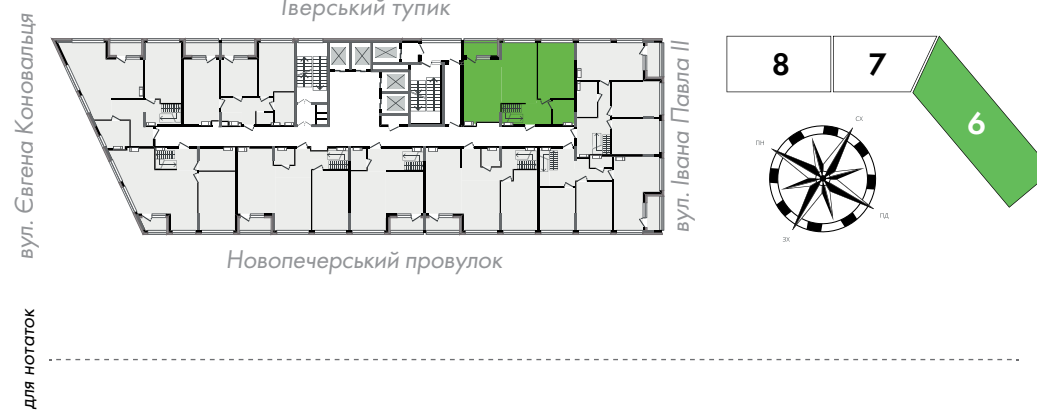 Іверський тупик
вул. Євгена Коновальця
вул. Івана Павла ІІ
Новопечерський провулок
8
7
6
СХ
ПН
ПД
ЗХ
для нотаток